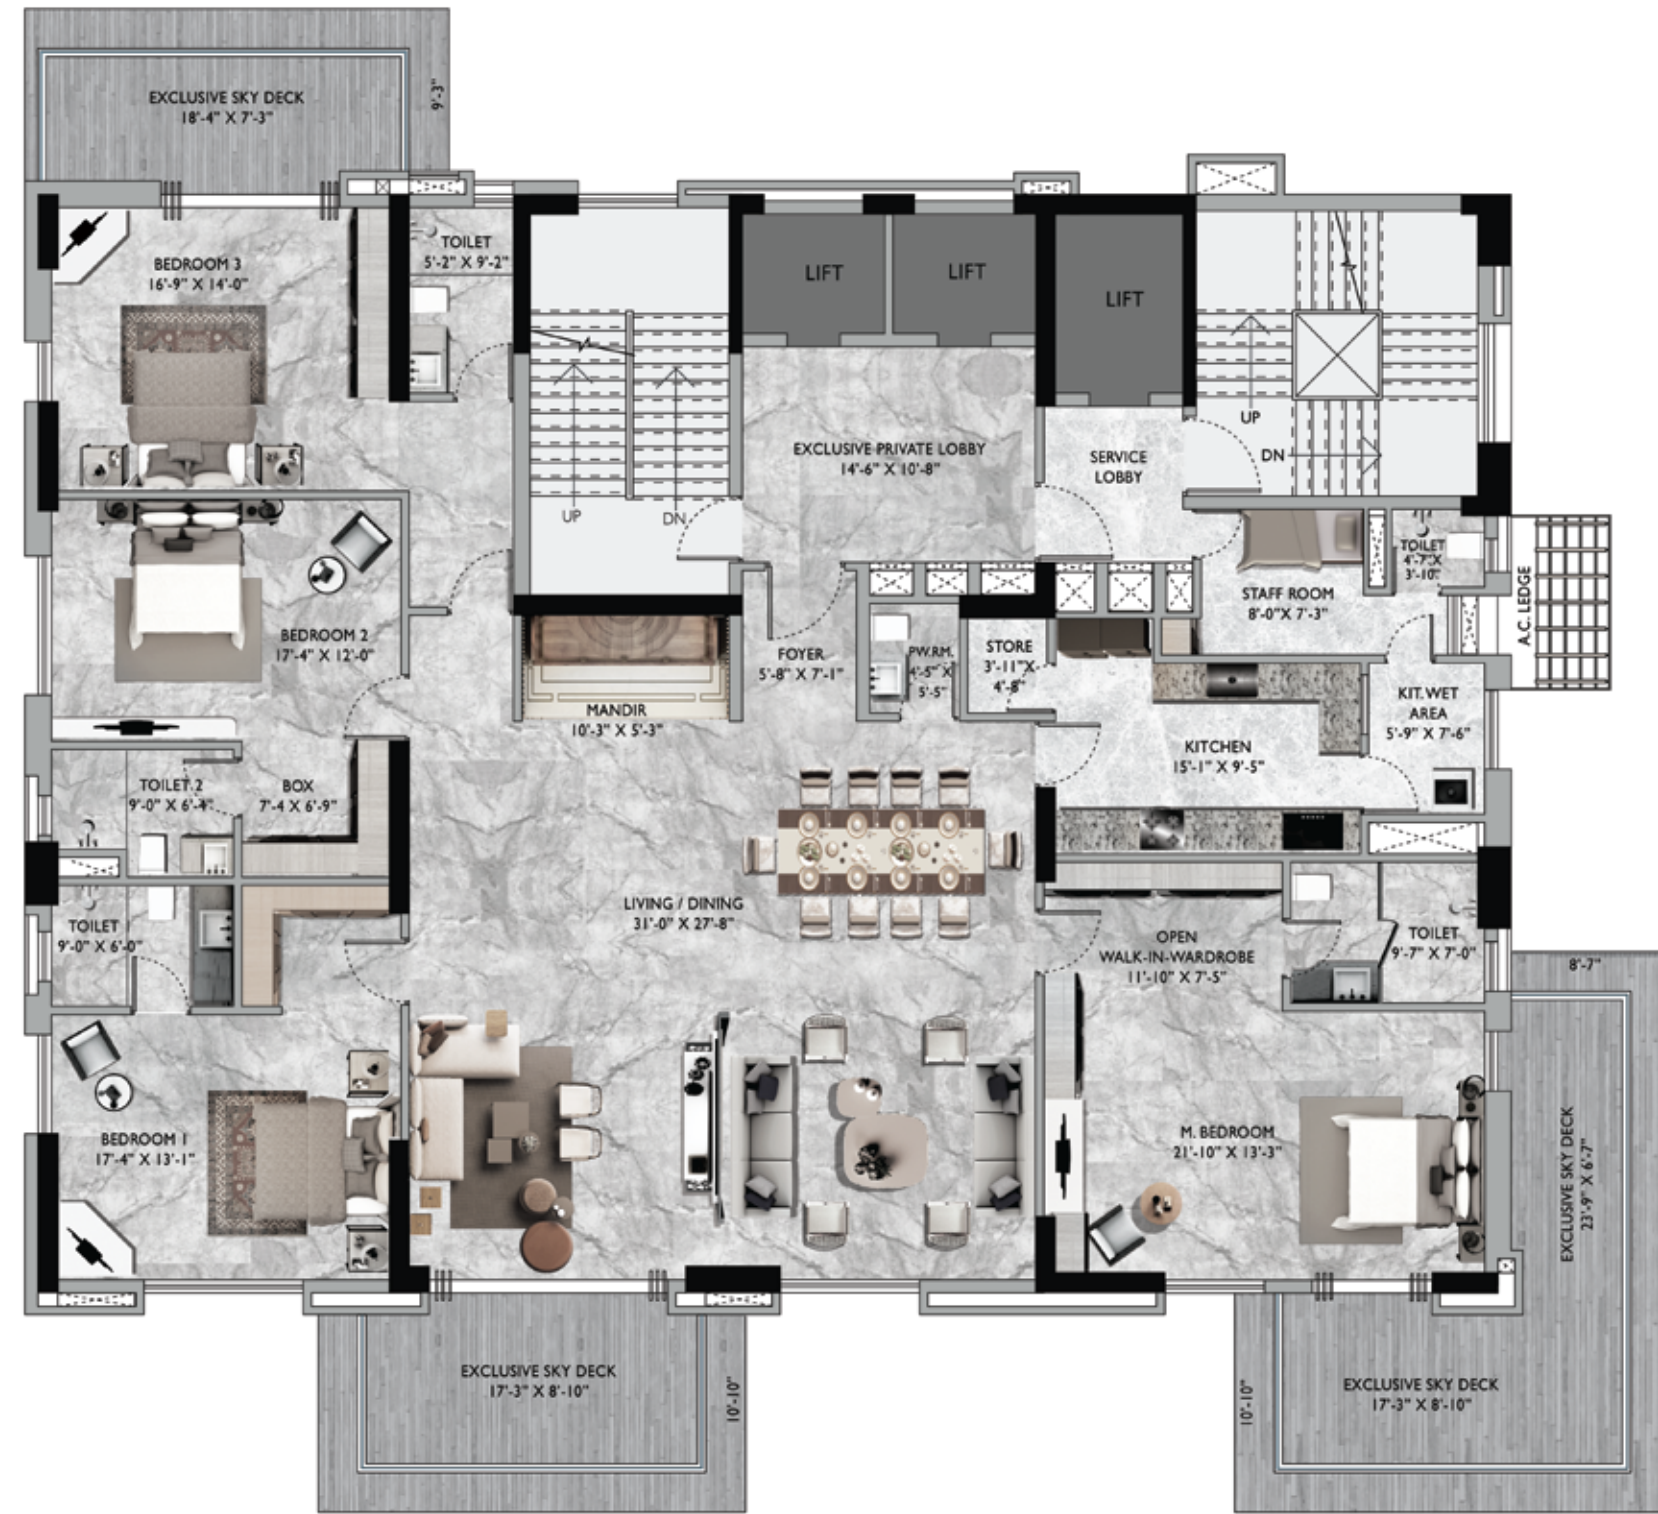 EXCLUSIVE SKY DECK
18'-4" X 7'-3"
9'-3"
BEDROOM 3
16'-9" X 14'-0"
TOILET
5'-2" X 9'-2"
LIFT
LIFT
LIFT
EXCLUSIVE PRIVATE LOBBY
14'-6" X 10'-8"
SERVICE
LOBBY
UP
DN
UP
DN
TOILET
4'-7" X
3'-10"
STAFF ROOM
8'-0"X 7'-3"
A.C. LEDGE
BEDROOM 2
17'-4" X 12'-0"
MANDIR
10'-3" X 5'-3"
FOYER
5'-8" X 7'-1"
PW.RM.
4'-5" X
5'-5"
STORE
3'-11"X
4'-8"
KIT. WET
AREA
5'-9" X 7'-6"
KITCHEN
15'-1" X 9'-5"
TOILET 2
9'-0" X 6'-4"
BOX
7'-4 X 6'-9"
LIVING / DINING
31'-0" X 27'-8"
TOILET 1
9'-0" X 6'-0"
OPEN
WALK-IN-WARDROBE
11'-10" X 7'-5"
TOILET
9'-7" X 7'-0"
8'-7"
BEDROOM 1
17'-4" X 13'-1"
M. BEDROOM
21'-10" X 13'-3"
EXCLUSIVE SKY DECK
23'-9" X 6'-7"
EXCLUSIVE SKY DECK
17'-3" X 8'-10"
10'-10"
10'-10"
EXCLUSIVE SKY DECK
17'-3" X 8'-10"